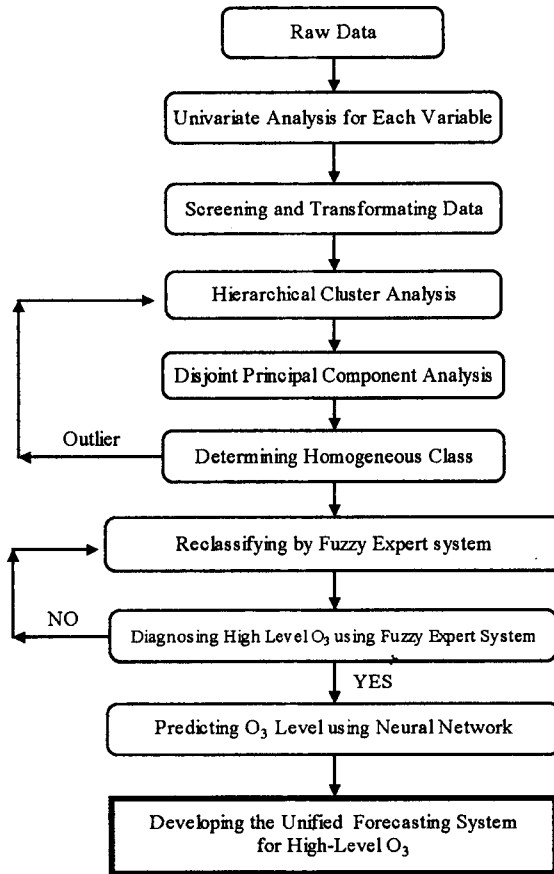 Raw Data
Univariate Analysis for Each Variable
Screening and Transformating Data
Hierarchical Cluster Analysis
Disjoint Principal Component Analysis
Outlier
Determining Homogeneous Class
Reclassifying by Fuzzy Expert system
NO
Diagnosing High Level O₃ using Fuzzy Expert System
YES
Predicting O₃ Level using Neural Network
Developing the Unified Forecasting System
for High-Level O₃